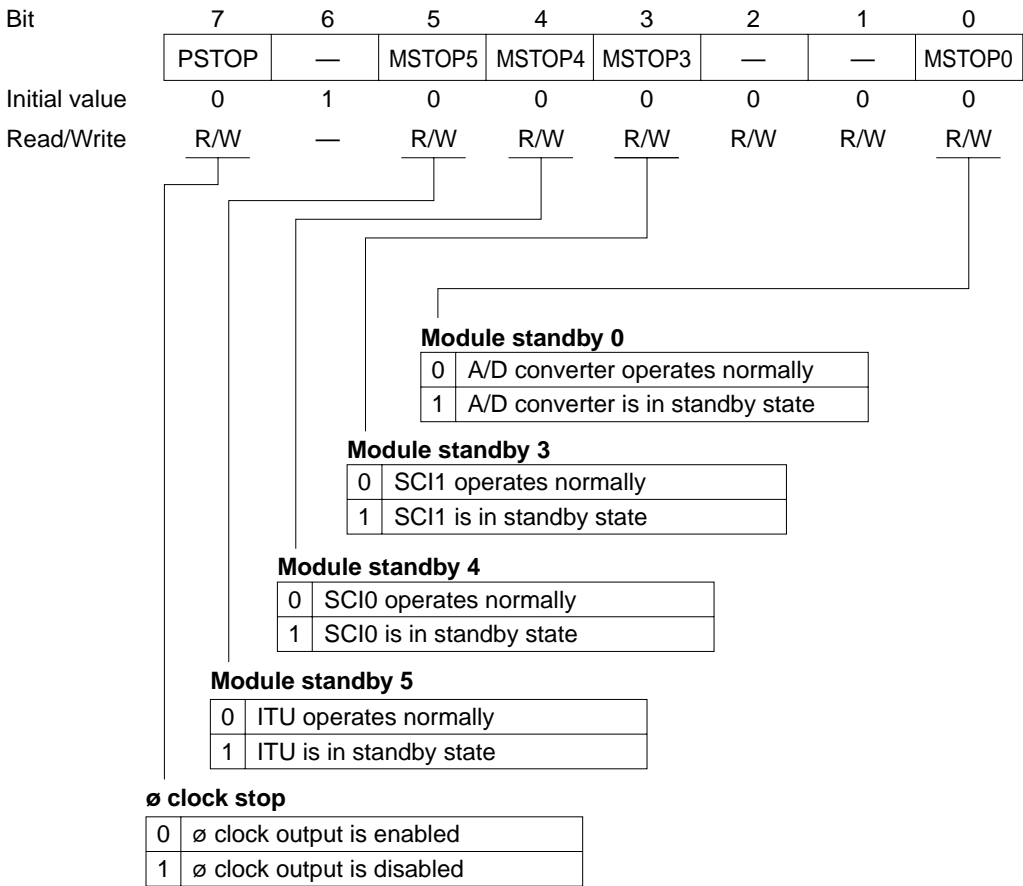 Bit 7 6 5 4 3 2 1 0
PSTOP — MSTOP5 MSTOP4 MSTOP3 — — MSTOP0
Initial value 0 1 0 0 0 0 0 0
Read/Write R/W — R/W R/W R/W R/W R/W R/W
Module standby 0
0 A/D converter operates normally
1 A/D converter is in standby state
Module standby 3
0 SCI1 operates normally
1 SCI1 is in standby state
Module standby 4
0 SCI0 operates normally
1 SCI0 is in standby state
Module standby 5
0 ITU operates normally
1 ITU is in standby state
ø clock stop
0 ø clock output is enabled
1 ø clock output is disabled